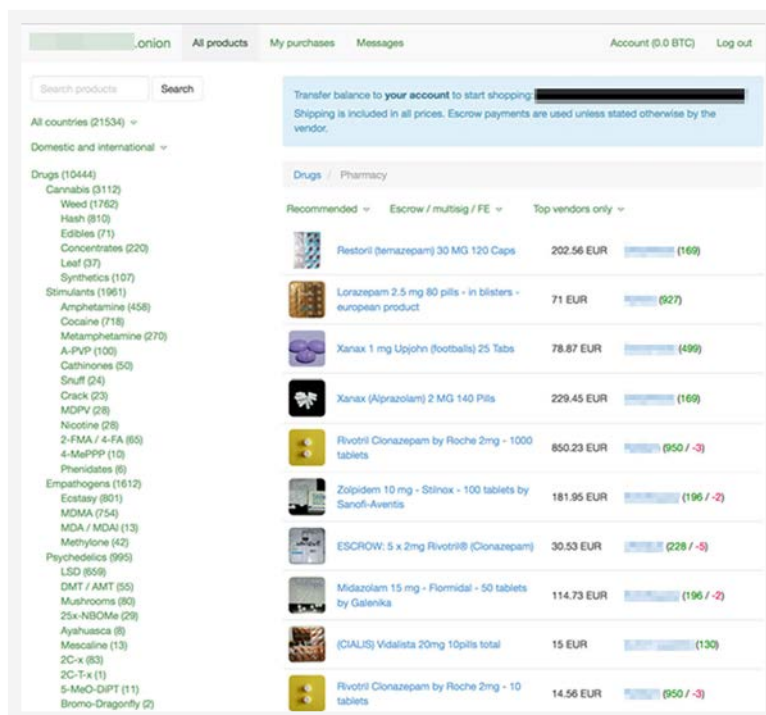 .onion All products My purchases Messages Account (0.0 BTC) Log out
Search products Search
All countries (21534)
Domestic and international
Drugs (10444)
Cannabis (3112)
Weed (1762)
Hash (810)
Edibles (71)
Concentrates (220)
Leaf (37)
Synthetics (107)
Stimulants (1961)
Amphetamine (458)
Cocaine (718)
Metamphetamine (270)
A-PVP (100)
Cathinones (50)
Snuff (24)
Crack (23)
MDPV (28)
Nicotine (28)
2-FMA / 4-FA (65)
4-MePPP (10)
Phenidates (6)
Empathogens (1612)
Ecstasy (801)
MDMA (754)
MDA / MDAI (13)
Methylone (42)
Psychedelics (995)
LSD (659)
DMT / AMT (55)
Mushrooms (80)
25x-NBOMe (29)
Ayahuasca (8)
Mescaline (13)
2C-x (83)
2C-T-x (1)
5-MeO-DiPT (11)
Bromo-Dragonfly (2)
Transfer balance to your account to start shopping:
Shipping is included in all prices. Escrow payments are used unless stated otherwise by the
vendor.
Drugs / Pharmacy
Recommended Escrow / multisig / FE Top vendors only
Restoril (temazepam) 30 MG 120 Caps 202.56 EUR (169)
Lorazepam 2.5 mg 80 pills - in blisters -
european product 71 EUR (927)
Xanax 1 mg Upjohn (footballs) 25 Tabs 78.87 EUR (499)
Xanax (Alprazolam) 2 MG 140 Pills 229.45 EUR (169)
Rivotril Clonazepam by Roche 2mg - 1000
tablets 850.23 EUR (950 / -3)
Zolpidem 10 mg - Stilnox - 100 tablets by
Sanofi-Aventis 181.95 EUR (196 / -2)
ESCROW: 5 x 2mg Rivotril® (Clonazepam) 30.53 EUR (228 / -5)
Midazolam 15 mg - Flormidal - 50 tablets
by Galenika 114.73 EUR (196 / -2)
(CIALIS) Vidalista 20mg 10pills total 15 EUR (130)
Rivotril Clonazepam by Roche 2mg - 10
tablets 14.56 EUR (950 / -3)